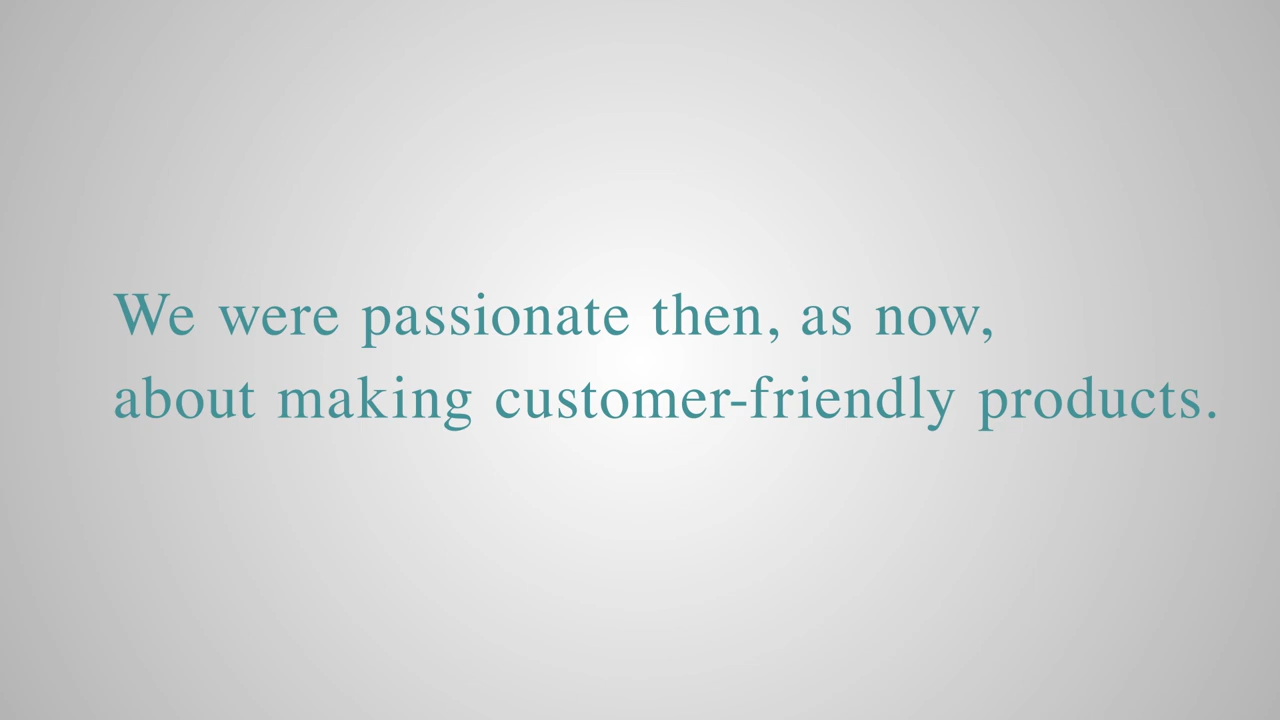 We were passionate then, as now,
about making customer-friendly products.